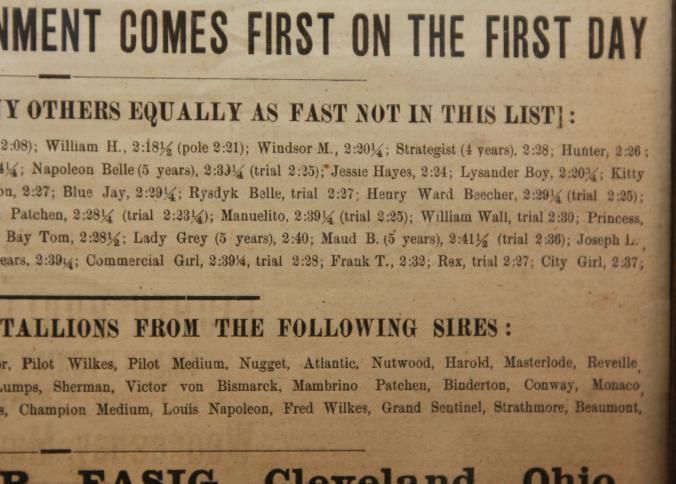 NMENT COMES FIRST ON THE FIRST DAY
Y OTHERS EQUALLY AS FAST NOT IN THIS LIST]:
2:08); William H., 2:18½ (pole 2:21); Windsor M., 2:20¼; Strategist (4 years), 2:28; Hunter, 2:26;
¼; Napoleon Belle (5 years), 2:39¼ (trial 2:25); Jessie Hayes, 2:24; Lysander Boy, 2:20¾; Kitty
on, 2:27; Blue Jay, 2:29¼; Rysdyk Belle, trial 2:27; Henry Ward Beecher, 2:29¼ (trial 2:25);
Patchen, 2:28¼ (trial 2:23¼); Manuelito, 2:39¼ (trial 2:25); William Wall, trial 2:30; Princess,
Bay Tom, 2:28½; Lady Grey (5 years), 2:40; Maud B. (5 years), 2:41½ (trial 2:36); Joseph L.,
ears, 2:39¼; Commercial Girl, 2:39¼, trial 2:28; Frank T., 2:32; Rex, trial 2:27; City Girl, 2:37;
TALLIONS FROM THE FOLLOWING SIRES:
or, Pilot Wilkes, Pilot Medium, Nugget, Atlantic, Nutwood, Harold, Masterlode, Reveille,
Lumps, Sherman, Victor von Bismarck, Mambrino Patchen, Binderton, Conway, Monaco,
s, Champion Medium, Louis Napoleon, Fred Wilkes, Grand Sentinel, Strathmore, Beaumont,
R FASIG, Cleveland, Ohio